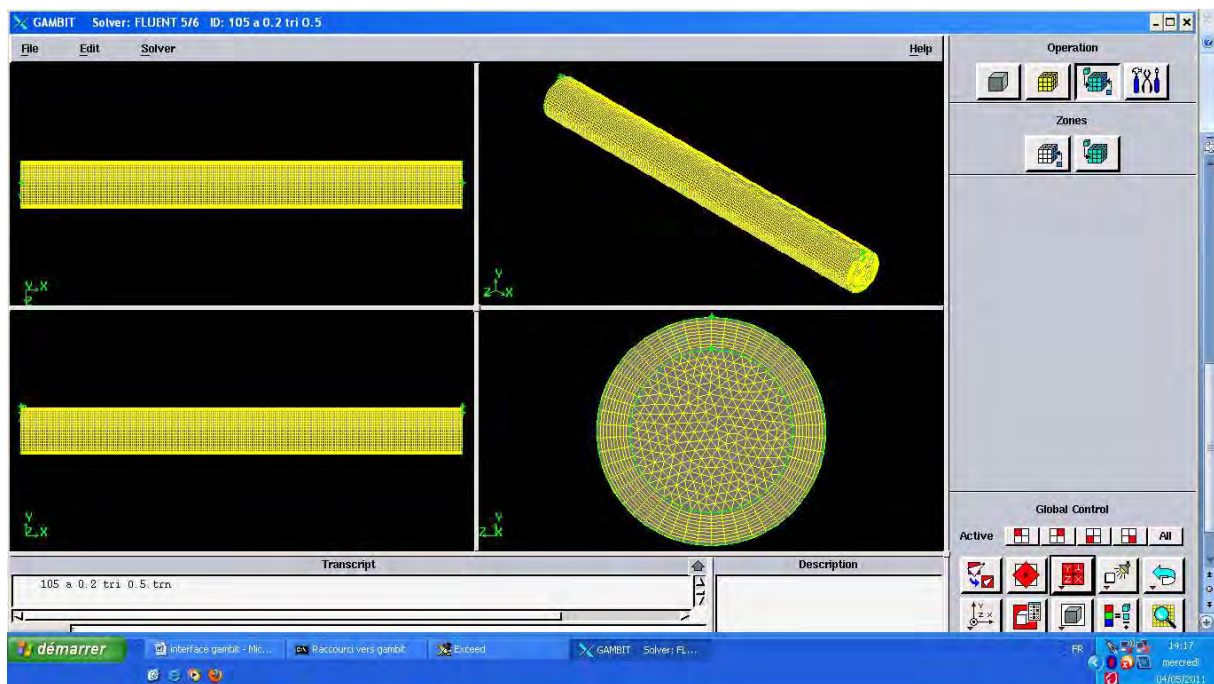 GAMBIT Solver: FLUENT 5/6 ID: 105 a 0.2 tri 0.5
File Edit Solver Help
Operation
Zones
Y
X
Z
Y
Z X
Y
Z X
Y
Z X
Global Control
Active All
Transcript
Description
105 a 0.2 tri 0.5.trn
démarrer
interface gambit - Mic...
Raccourci vers gambit
Exceed
GAMBIT Solver: FL...
FR
14:17
mercredi
04/05/2011